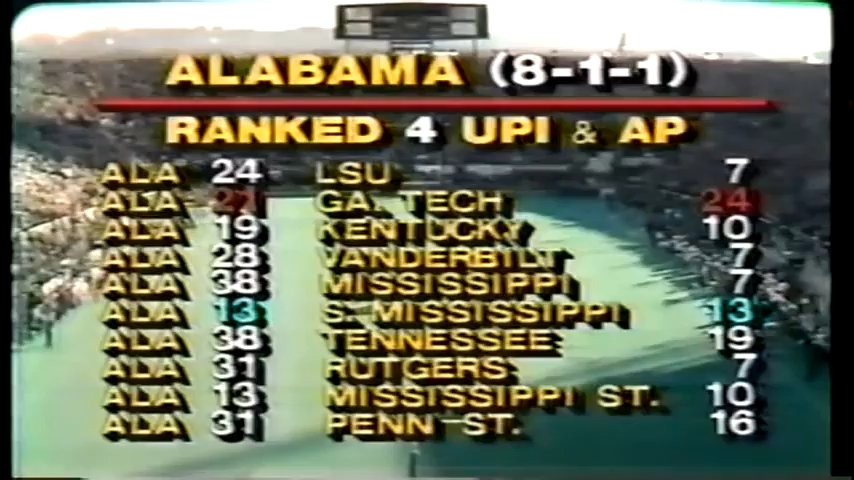 ALABAMA (8-1-1)
RANKED 4 UPI & AP
ALA 24 LSU 7
ALA 21 GA. TECH 24
ALA 19 KENTUCKY 10
ALA 28 VANDERBILT 7
ALA 38 MISSISSIPPI 7
ALA 13 S. MISSISSIPPI 13
ALA 38 TENNESSEE 19
ALA 31 RUTGERS 7
ALA 13 MISSISSIPPI ST. 10
ALA 31 PENN ST. 16